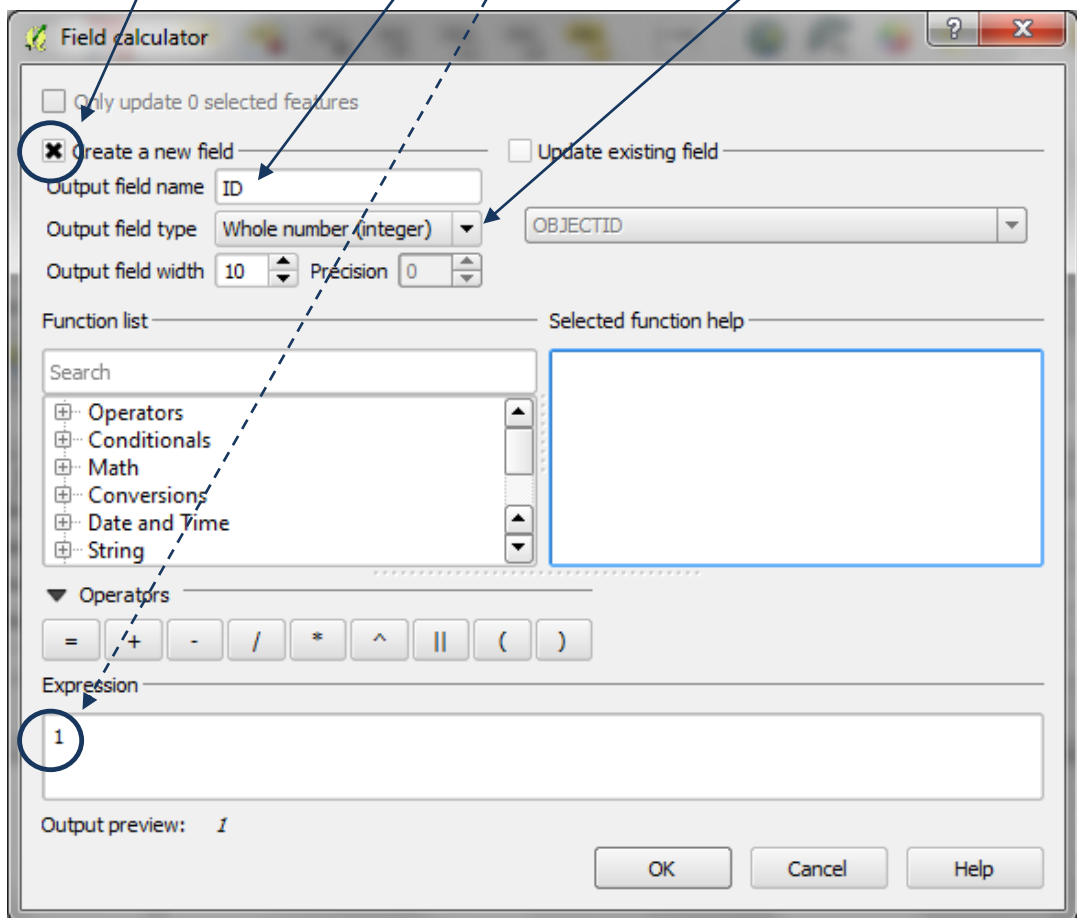 Field calculator
Only update 0 selected features
Create a new field
Update existing field
Output field name ID
Output field type Whole number (integer)
OBJECTID
Output field width 10 Precision 0
Function list
Selected function help
Search
Operators
Conditionals
Math
Conversions
Date and Time
String
Operators
= + - / * ^ || ( )
Expression
1
Output preview: 1
OK Cancel Help